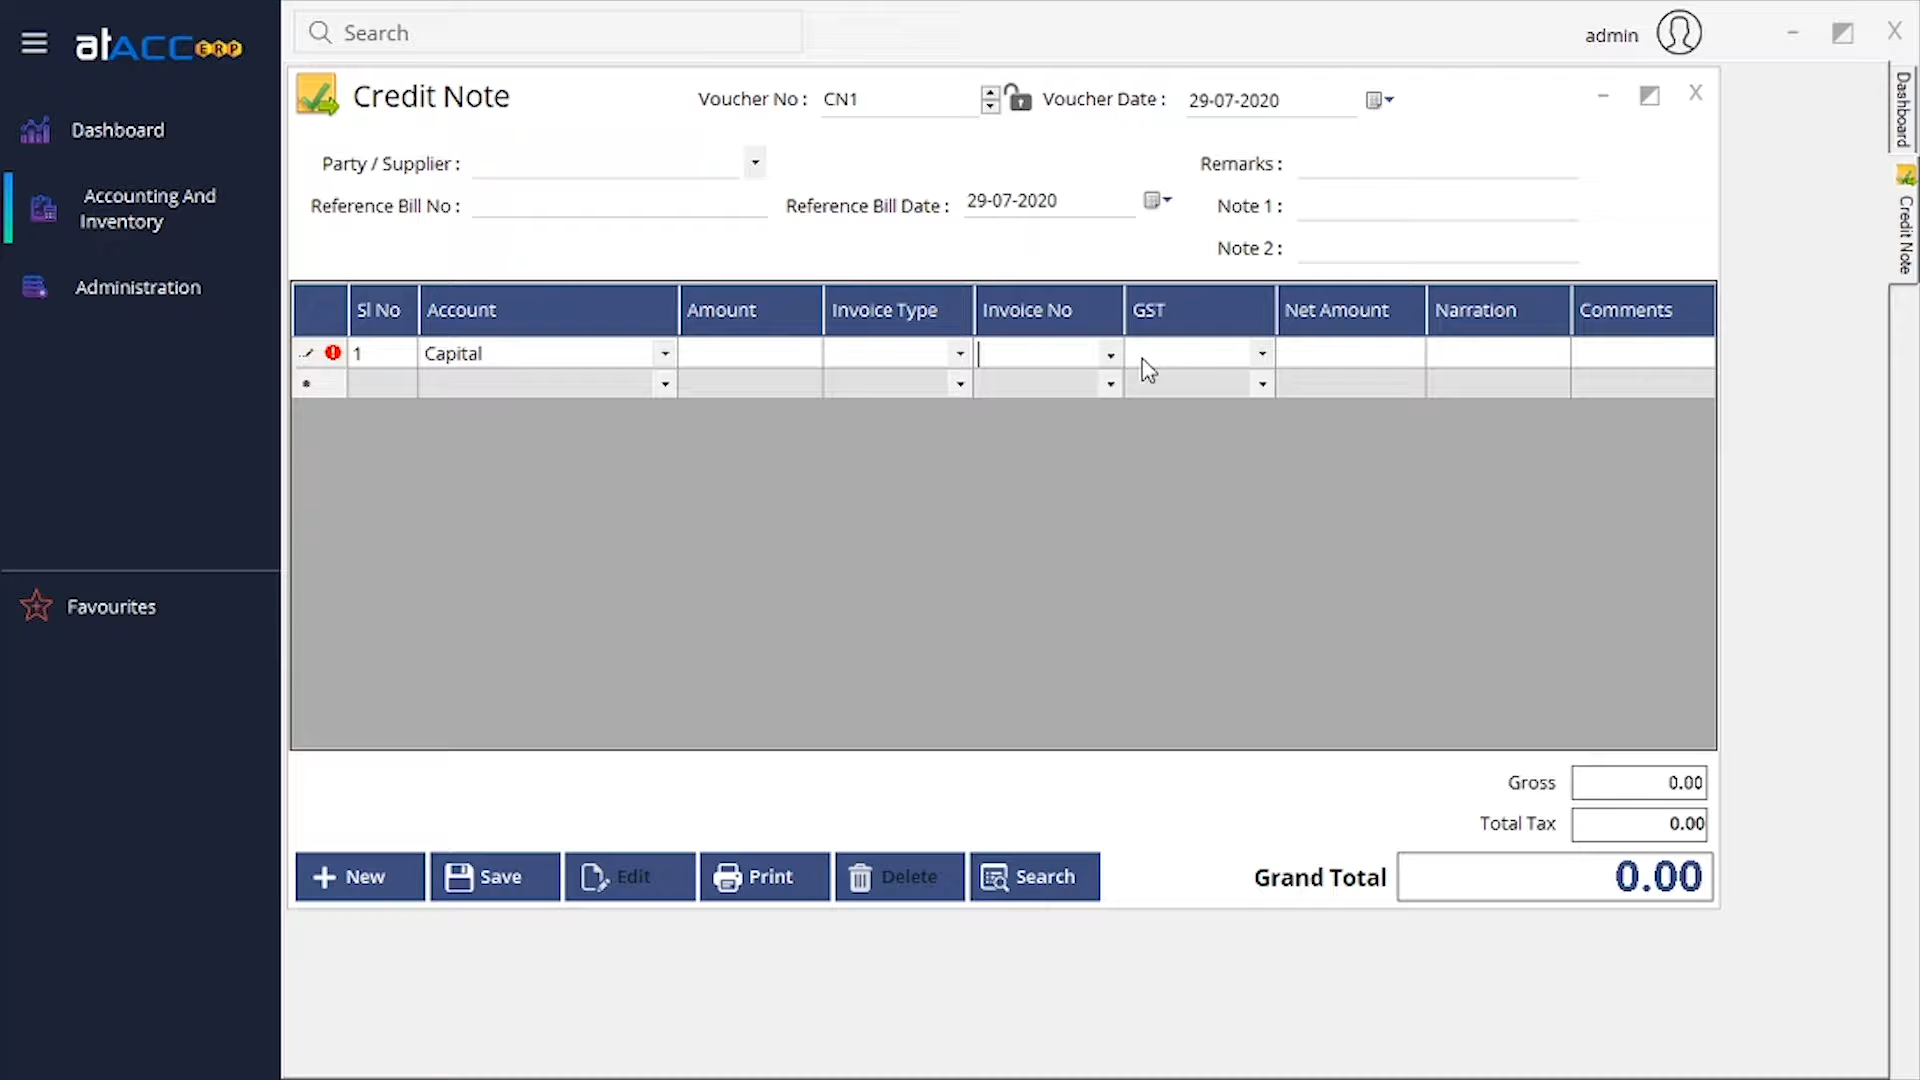 atACC ERP
Search
admin
Dashboard
Accounting And
Inventory
Administration
Favourites
Credit Note
Voucher No : CN1
Voucher Date : 29-07-2020
Party / Supplier :
Remarks :
Reference Bill No :
Reference Bill Date : 29-07-2020
Note 1 :
Note 2 :
Sl No Account Amount Invoice Type Invoice No GST Net Amount Narration Comments
1 Capital
Gross 0.00
Total Tax 0.00
New Save Edit Print Delete Search
Grand Total 0.00
Dashboard
Credit Note